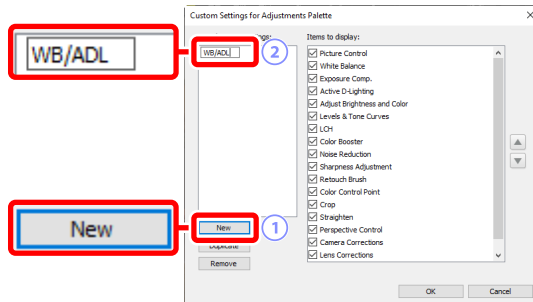 Custom Settings for Adjustments Palette
Items to display:
WB/ADL
WB/ADL
2
Picture Control
White Balance
Exposure Comp.
Active D-Lighting
Adjust Brightness and Color
Levels & Tone Curves
LCH
Color Booster
Noise Reduction
Sharpness Adjustment
Retouch Brush
Color Control Point
Crop
Straighten
Perspective Control
Camera Corrections
Lens Corrections
New
New
1
Duplicate
Remove
OK
Cancel